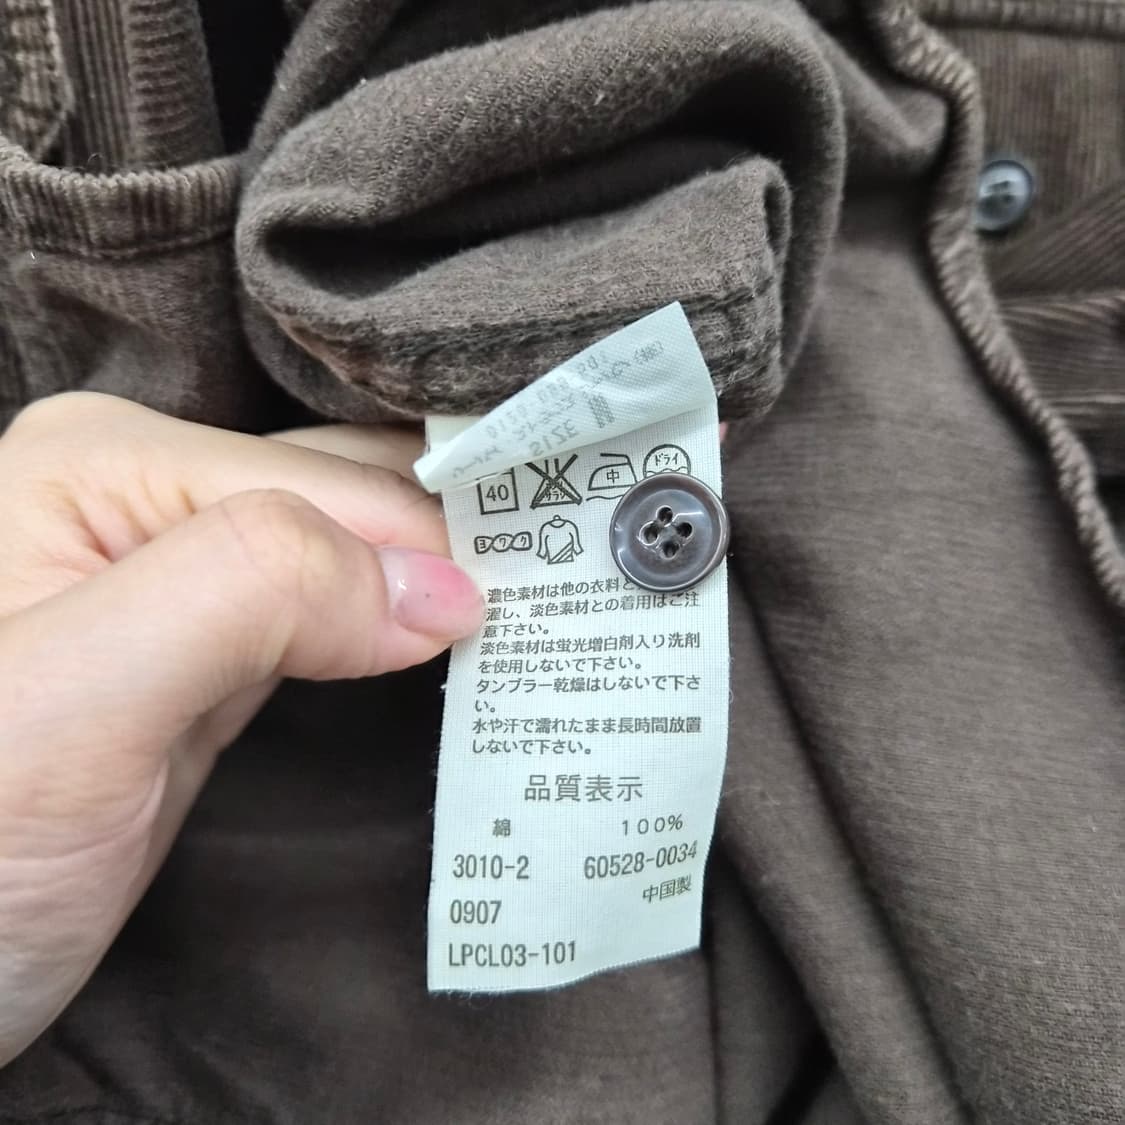 40
中
ドライ
ヨワク
濃色素材は他の衣料と
濯し、淡色素材との着用はご注
意下さい。
淡色素材は蛍光増白剤入り洗剤
を使用しないで下さい。
タンブラー乾燥はしないで下さ
い。
水や汗で濡れたまま長時間放置
しないで下さい。
品質表示
綿 100%
3010-2 60528-0034
中国製
0907
LPCL03-101